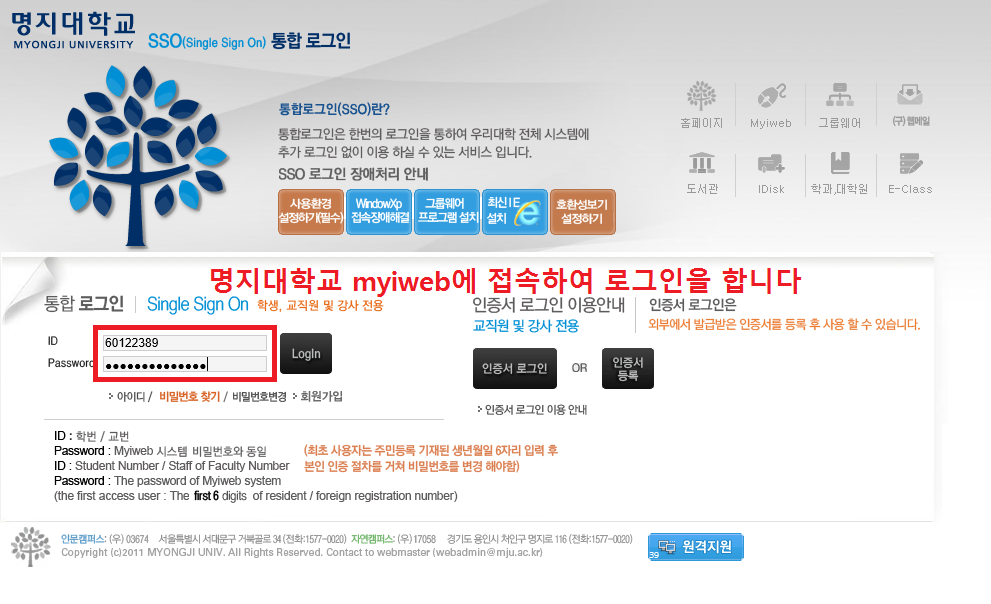 명지대학교
MYONGJI UNIVERSITY
SSO(Single Sign On) 통합 로그인
통합로그인(SSO)란?
통합로그인은 한번의 로그인을 통하여 우리대학 전체 시스템에
추가 로그인 없이 이용 하실 수 있는 서비스 입니다.
SSO 로그인 장애처리 안내
사용환경
설정하기(필수)
WindowXp
접속장애해결
그룹웨어
프로그램 설치
최신IE
설치
호환성보기
설정하기
홈페이지
Myiweb
그룹웨어
(구)웹메일
도서관
IDisk
학과,대학원
E-Class
명지대학교 myiweb에 접속하여 로그인을 합니다
통합 로그인 Single Sign On 학생, 교직원 및 강사 전용
ID 60122389
Password
LogIn
아이디 / 비밀번호 찾기 / 비밀번호변경 회원가입
인증서 로그인 이용안내
교직원 및 강사 전용
인증서 로그인은
외부에서 발급받은 인증서를 등록 후 사용 할 수 있습니다.
인증서 로그인 OR 인증서
등록
인증서 로그인 이용 안내
ID : 학번 / 교번
Password : Myiweb 시스템 비밀번호와 동일
ID : Student Number / Staff of Faculty Number
Password : The password of Myiweb system
(the first access user : The first 6 digits of resident / foreign registration number)
(최초 사용자는 주민등록 기재된 생년월일 6자리 입력 후
본인 인증 절차를 거쳐 비밀번호를 변경 해야함)
인문캠퍼스: (우) 03674 서울특별시 서대문구 거북골로 34 (전화:1577-0020) 자연캠퍼스: (우) 17058 경기도 용인시 처인구 명지로 116 (전화:1577-0020)
Copyright (c)2011 MYONGJI UNIV. All Rights Reserved. Contact to webmaster (webadmin@mju.ac.kr)
39 원격지원